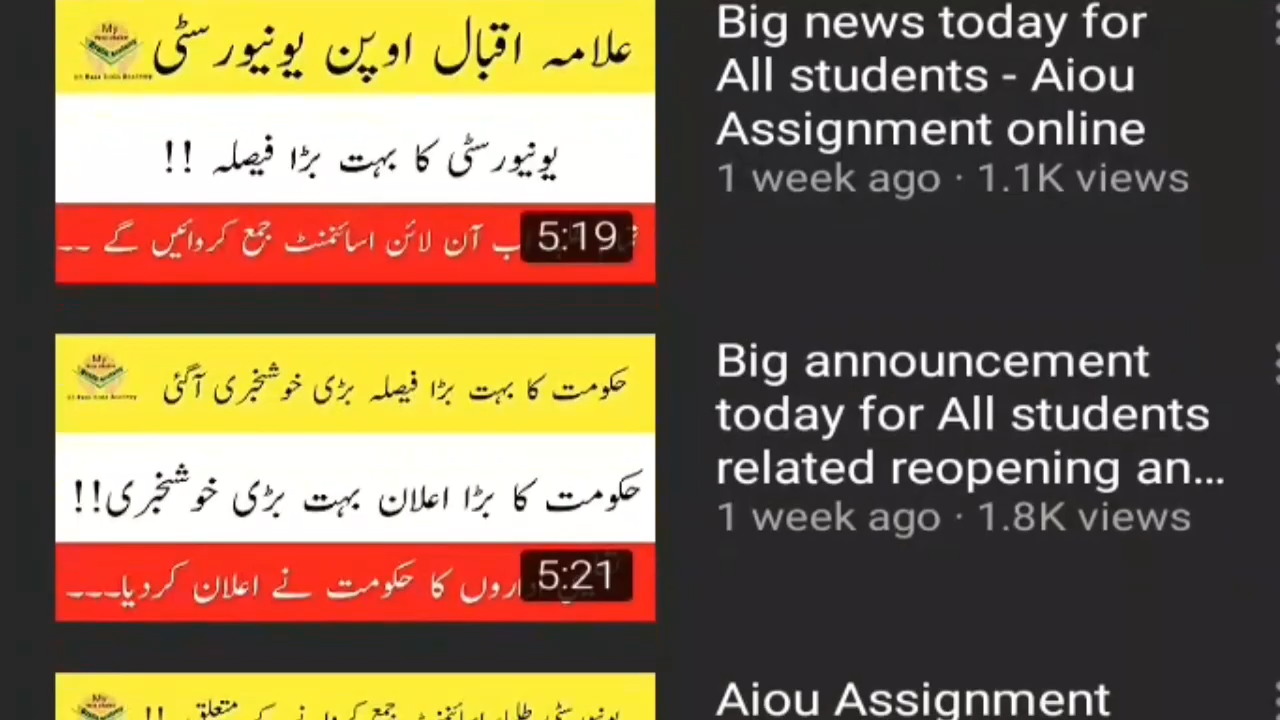 علامہ اقبال اوپن یونیورسٹی
یونیورسٹی کا بہت بڑا فیصلہ !!
آن لائن اسائنمنٹ جمع کروائیں گے ۔۔
5:19
Big news today for
All students - Aiou
Assignment online
1 week ago · 1.1K views
My
حکومت کا بہت بڑا فیصلہ بڑی خوشخبری آگئی
حکومت کا بڑا اعلان بہت بڑی خوشخبری!!
کا حکومت نے اعلان کردیا۔۔۔
5:21
Big announcement
today for All students
related reopening an...
1 week ago · 1.8K views
My
Aiou Assignment